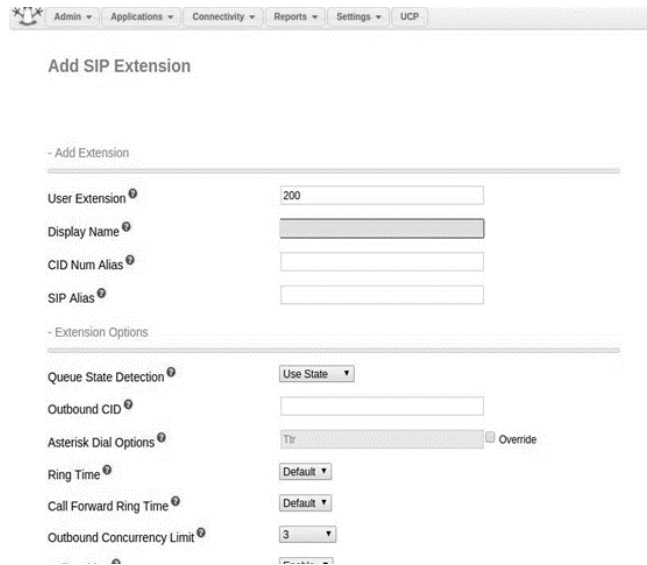 Admin Applications Connectivity Reports Settings UCP
Add SIP Extension
- Add Extension
User Extension 200
Display Name
CID Num Alias
SIP Alias
- Extension Options
Queue State Detection Use State
Outbound CID
Asterisk Dial Options Ttr Override
Ring Time Default
Call Forward Ring Time Default
Outbound Concurrency Limit 3
Enable